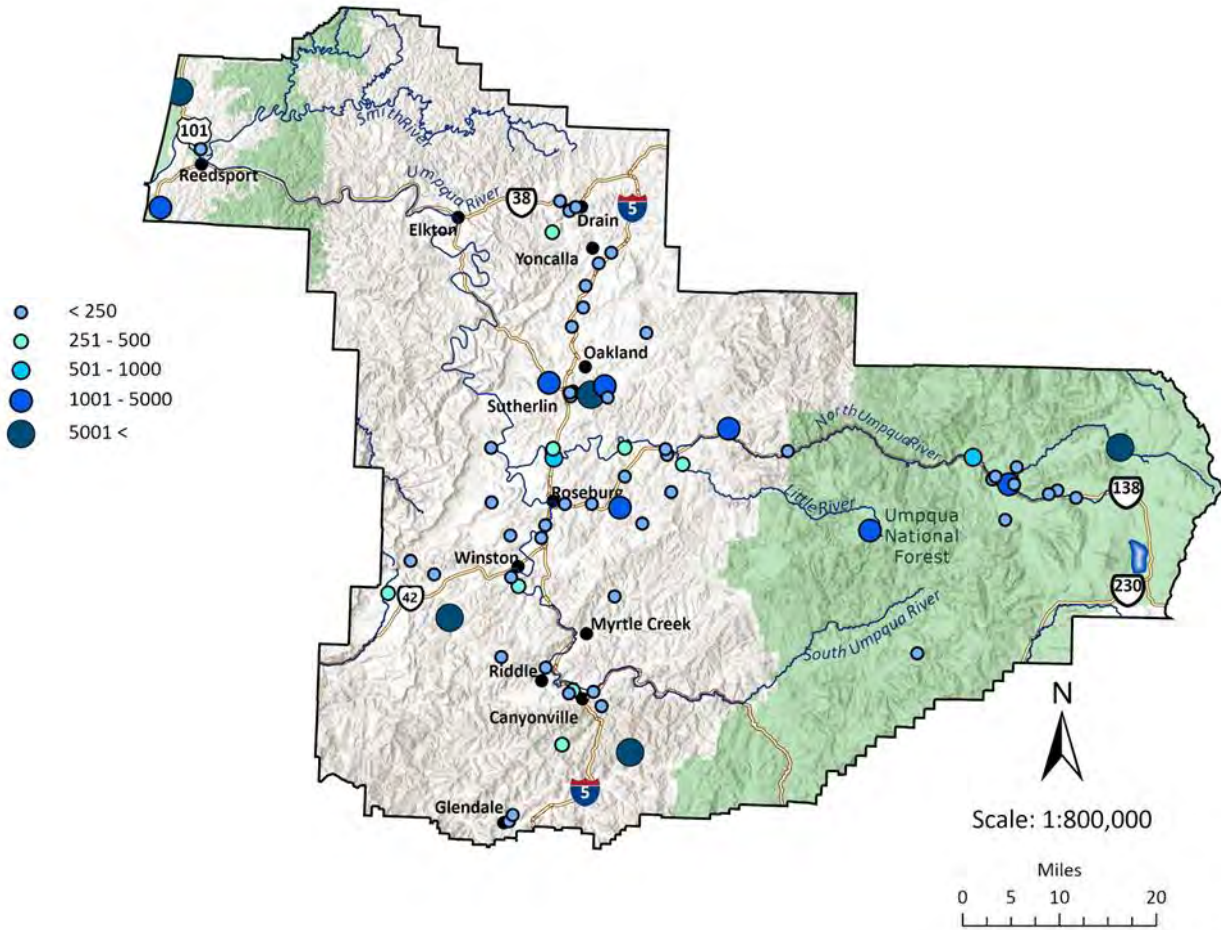 101
Smith River
Reedsport
Umpqua River
38
5
Drain
Elkton
Yoncalla
< 250
251 - 500
501 - 1000
1001 - 5000
5001 <
Oakland
Sutherlin
North Umpqua River
Roseburg
138
Little River
Umpqua
National
Forest
Winston
42
230
Myrtle Creek
South Umpqua River
Riddle
Canyonville
N
5
Glendale
Scale: 1:800,000
Miles
0 5 10 20